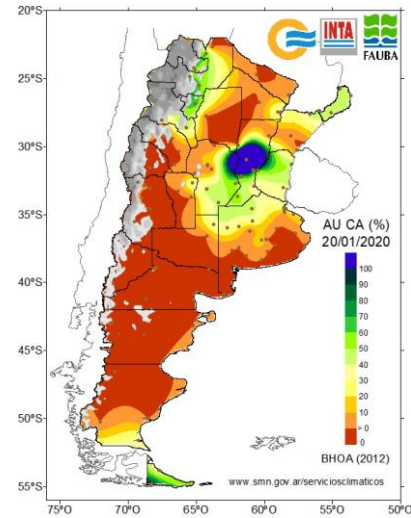 20°S
25°S
30°S
35°S
40°S
45°S
50°S
55°S
75°O 70°O 65°O 60°O 55°O 50°O
INTA
FAUBA
AU CA (%)
20/01/2020
100
90
80
70
60
50
40
30
20
10
0
0
BHOA (2012)
www.smn.gov.ar/serviciosclimaticos